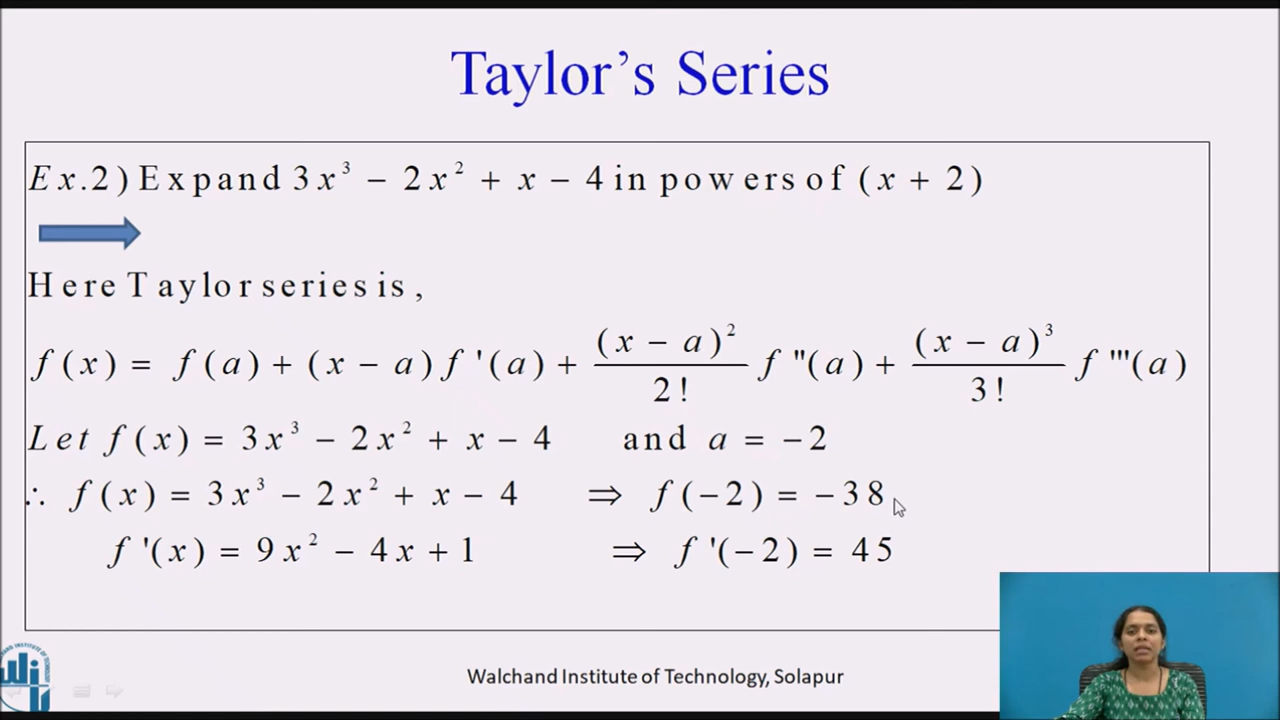 Taylor's Series
Ex.2) Expand 3x³ − 2x² + x − 4 in powers of (x + 2)
Here Taylor series is,
f(x) = f(a) + (x − a)f'(a) + (x − a)²/2! f''(a) + (x − a)³/3! f'''(a)
Let f(x) = 3x³ − 2x² + x − 4 and a = −2
∴ f(x) = 3x³ − 2x² + x − 4 ⇒ f(−2) = −38
f'(x) = 9x² − 4x + 1 ⇒ f'(−2) = 45
Walchand Institute of Technology, Solapur